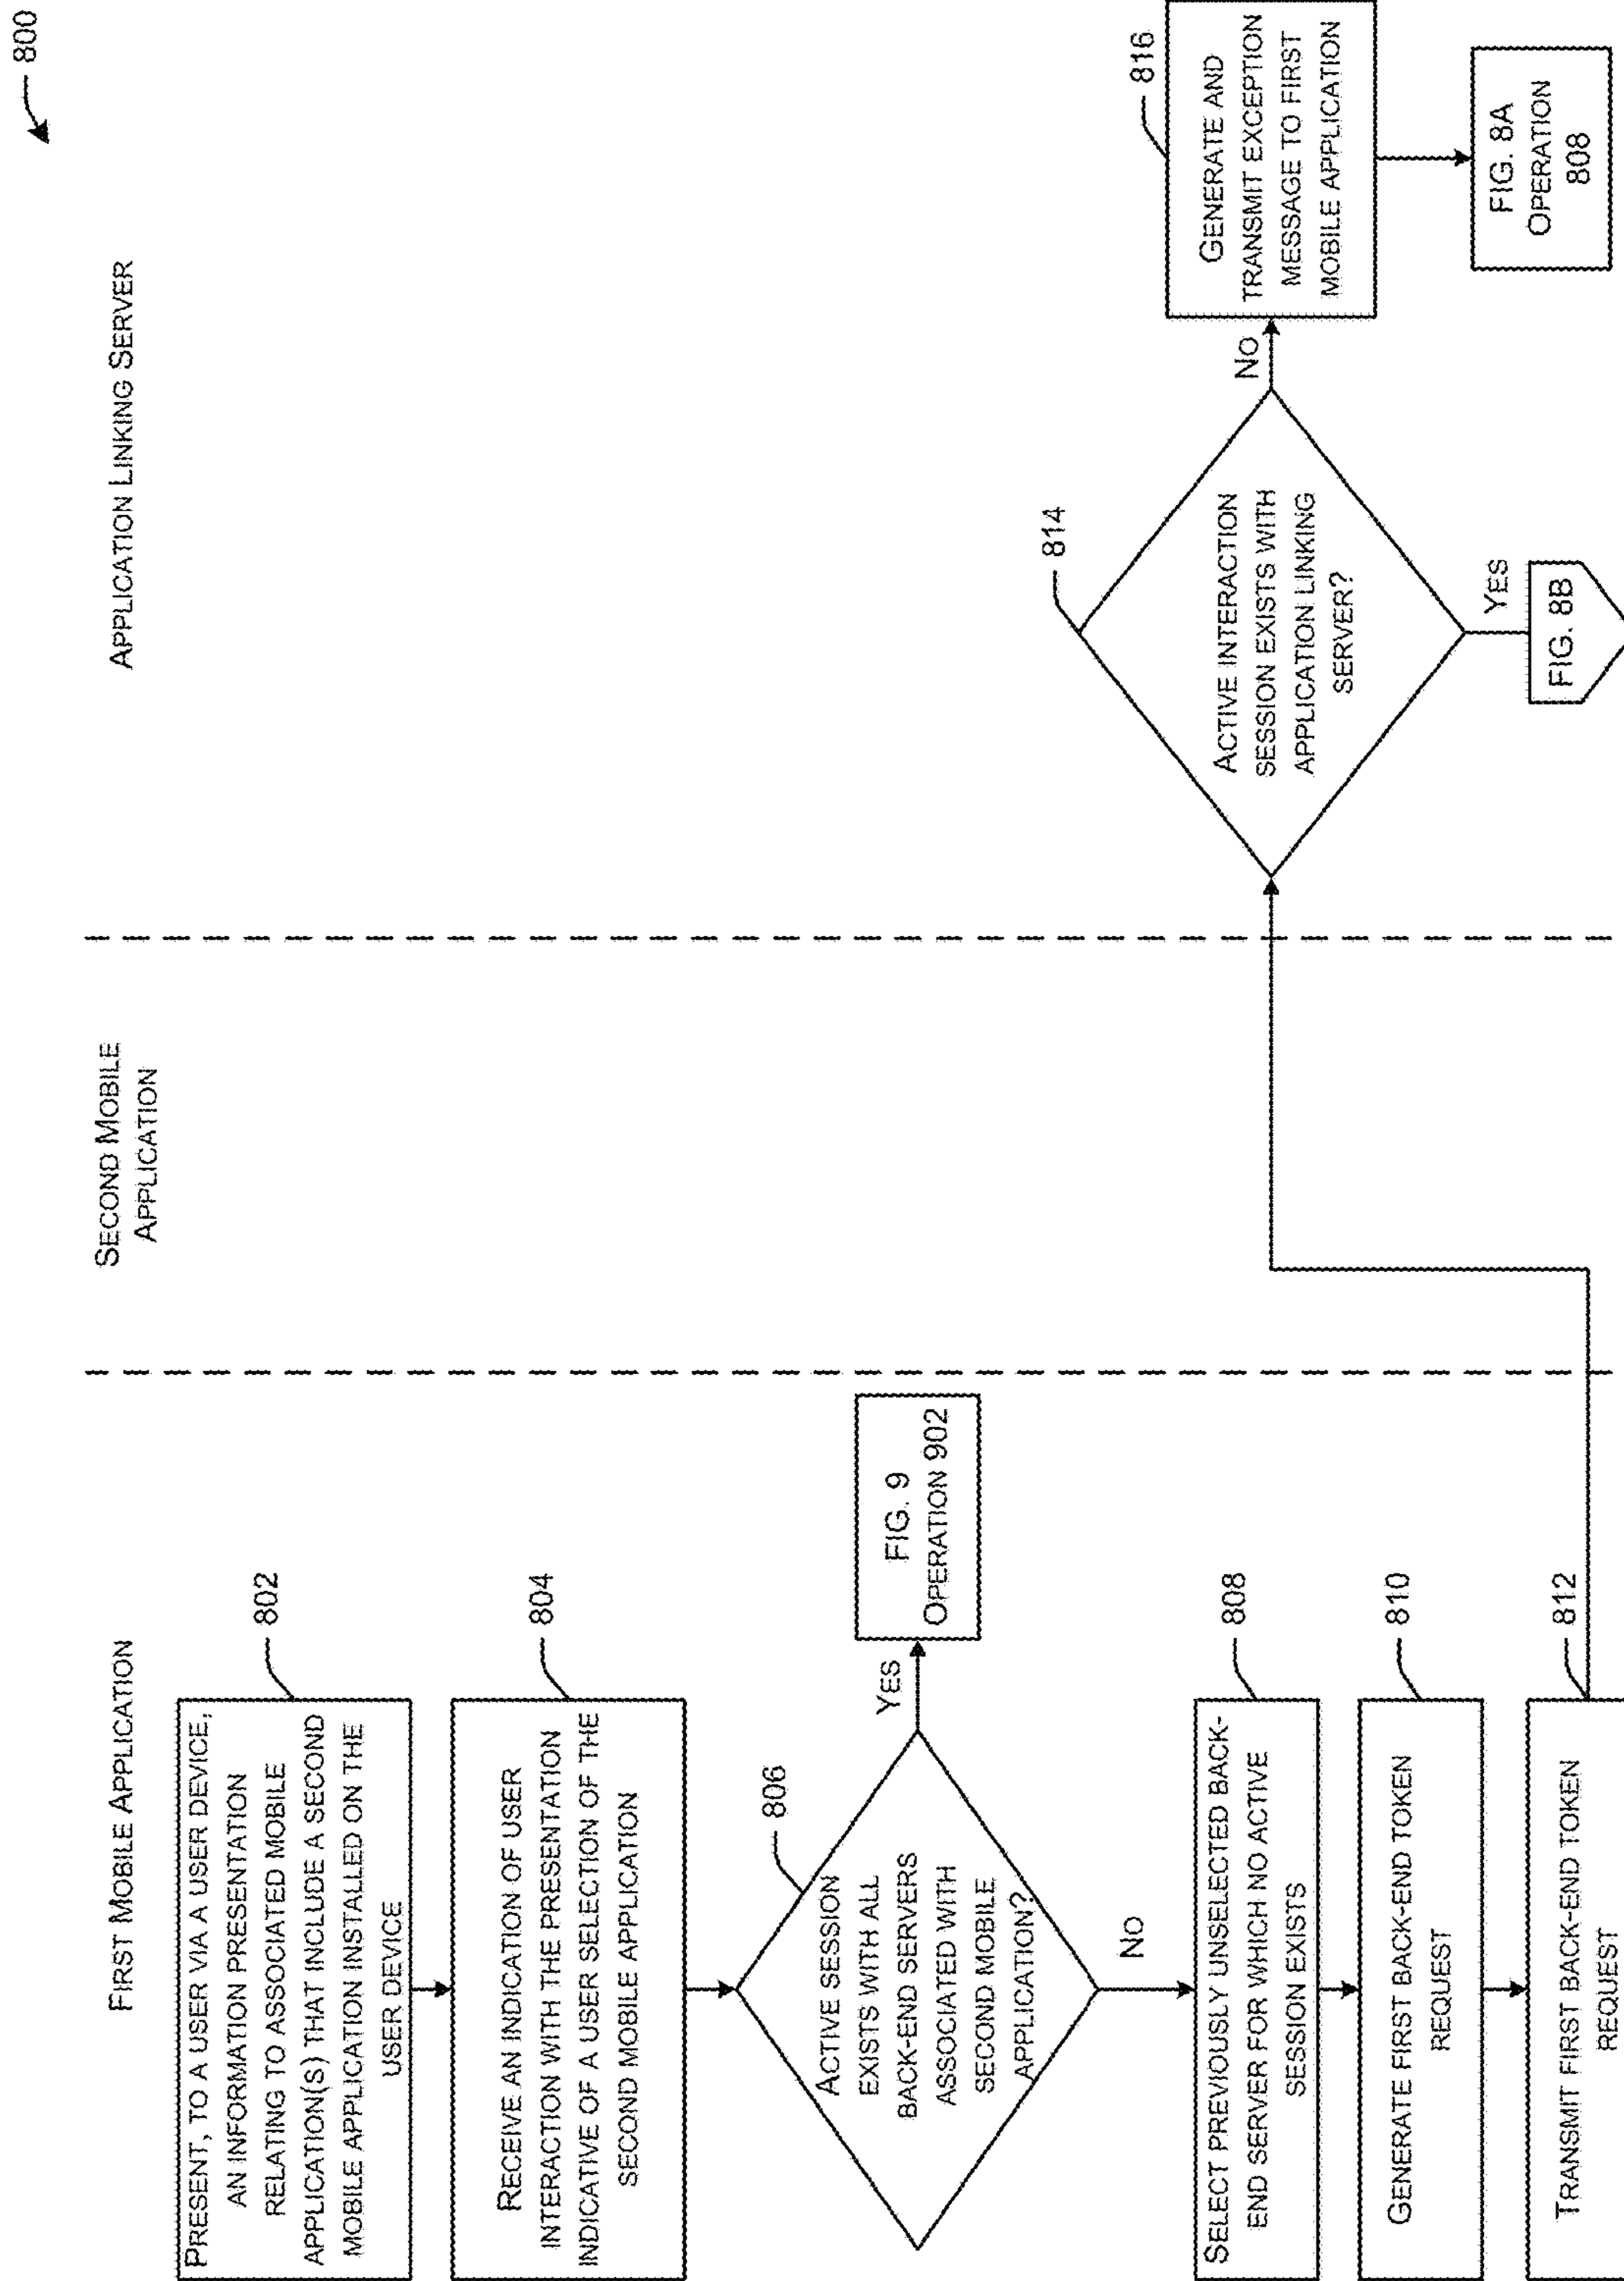 800
FIRST MOBILE APPLICATION
SECOND MOBILE
APPLICATION
APPLICATION LINKING SERVER
PRESENT, TO A USER VIA A USER DEVICE,
AN INFORMATION PRESENTATION
RELATING TO ASSOCIATED MOBILE
APPLICATION(S) THAT INCLUDE A SECOND
MOBILE APPLICATION INSTALLED ON THE
USER DEVICE
802
RECEIVE AN INDICATION OF USER
INTERACTION WITH THE PRESENTATION
INDICATIVE OF A USER SELECTION OF THE
SECOND MOBILE APPLICATION
804
806
ACTIVE SESSION
EXISTS WITH ALL
BACK-END SERVERS
ASSOCIATED WITH
SECOND MOBILE
APPLICATION?
YES
FIG. 9
OPERATION 902
NO
SELECT PREVIOUSLY UNSELECTED BACK-
END SERVER FOR WHICH NO ACTIVE
SESSION EXISTS
808
GENERATE FIRST BACK-END TOKEN
REQUEST
810
TRANSMIT FIRST BACK-END TOKEN
REQUEST
812
814
ACTIVE INTERACTION
SESSION EXISTS WITH
APPLICATION LINKING
SERVER?
NO
YES
FIG. 8B
816
GENERATE AND
TRANSMIT EXCEPTION
MESSAGE TO FIRST
MOBILE APPLICATION
FIG. 8A
OPERATION
808